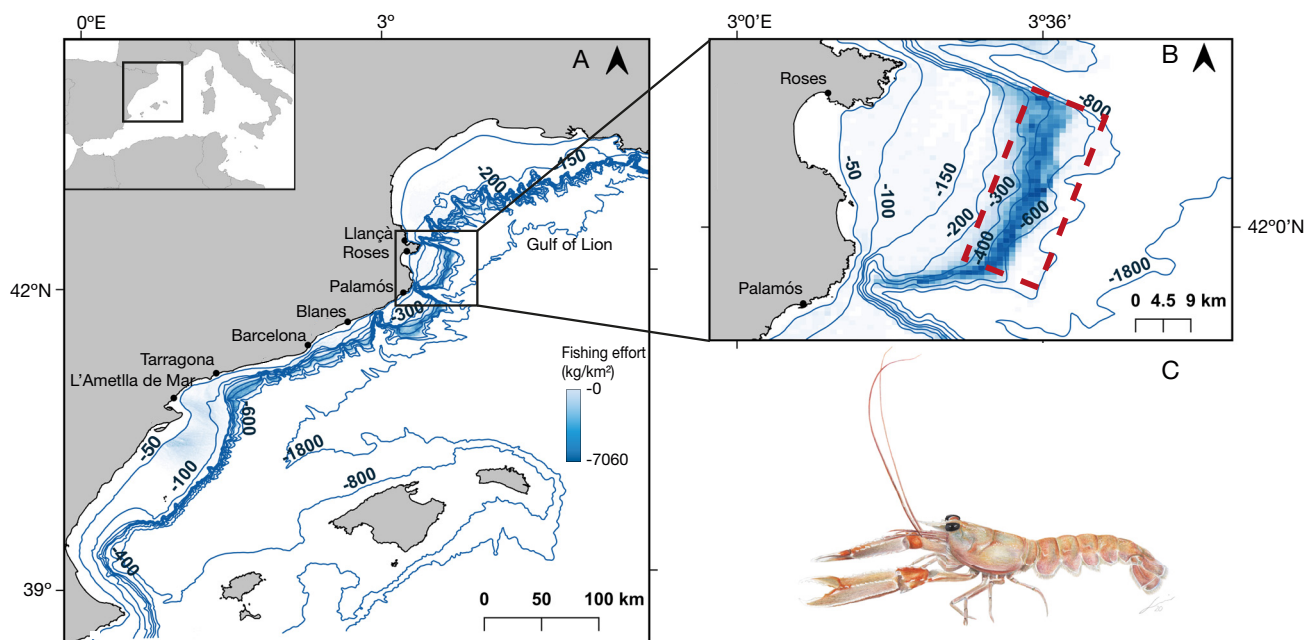 0°E
3°
A
-150
-200
Llançà
Roses
Gulf of Lion
42°N
Palamós
-300
Blanes
Barcelona
Tarragona
L'Ametlla de Mar
Fishing effort
(kg/km²)
-0
-7060
-600
-50
-100
-1800
-800
-400
39°
0 50 100 km
3°0′E
3°36′
B
Roses
-800
-50
-100
-150
-200
-300
-400
-600
42°0′N
-1800
Palamós
0 4.5 9 km
C